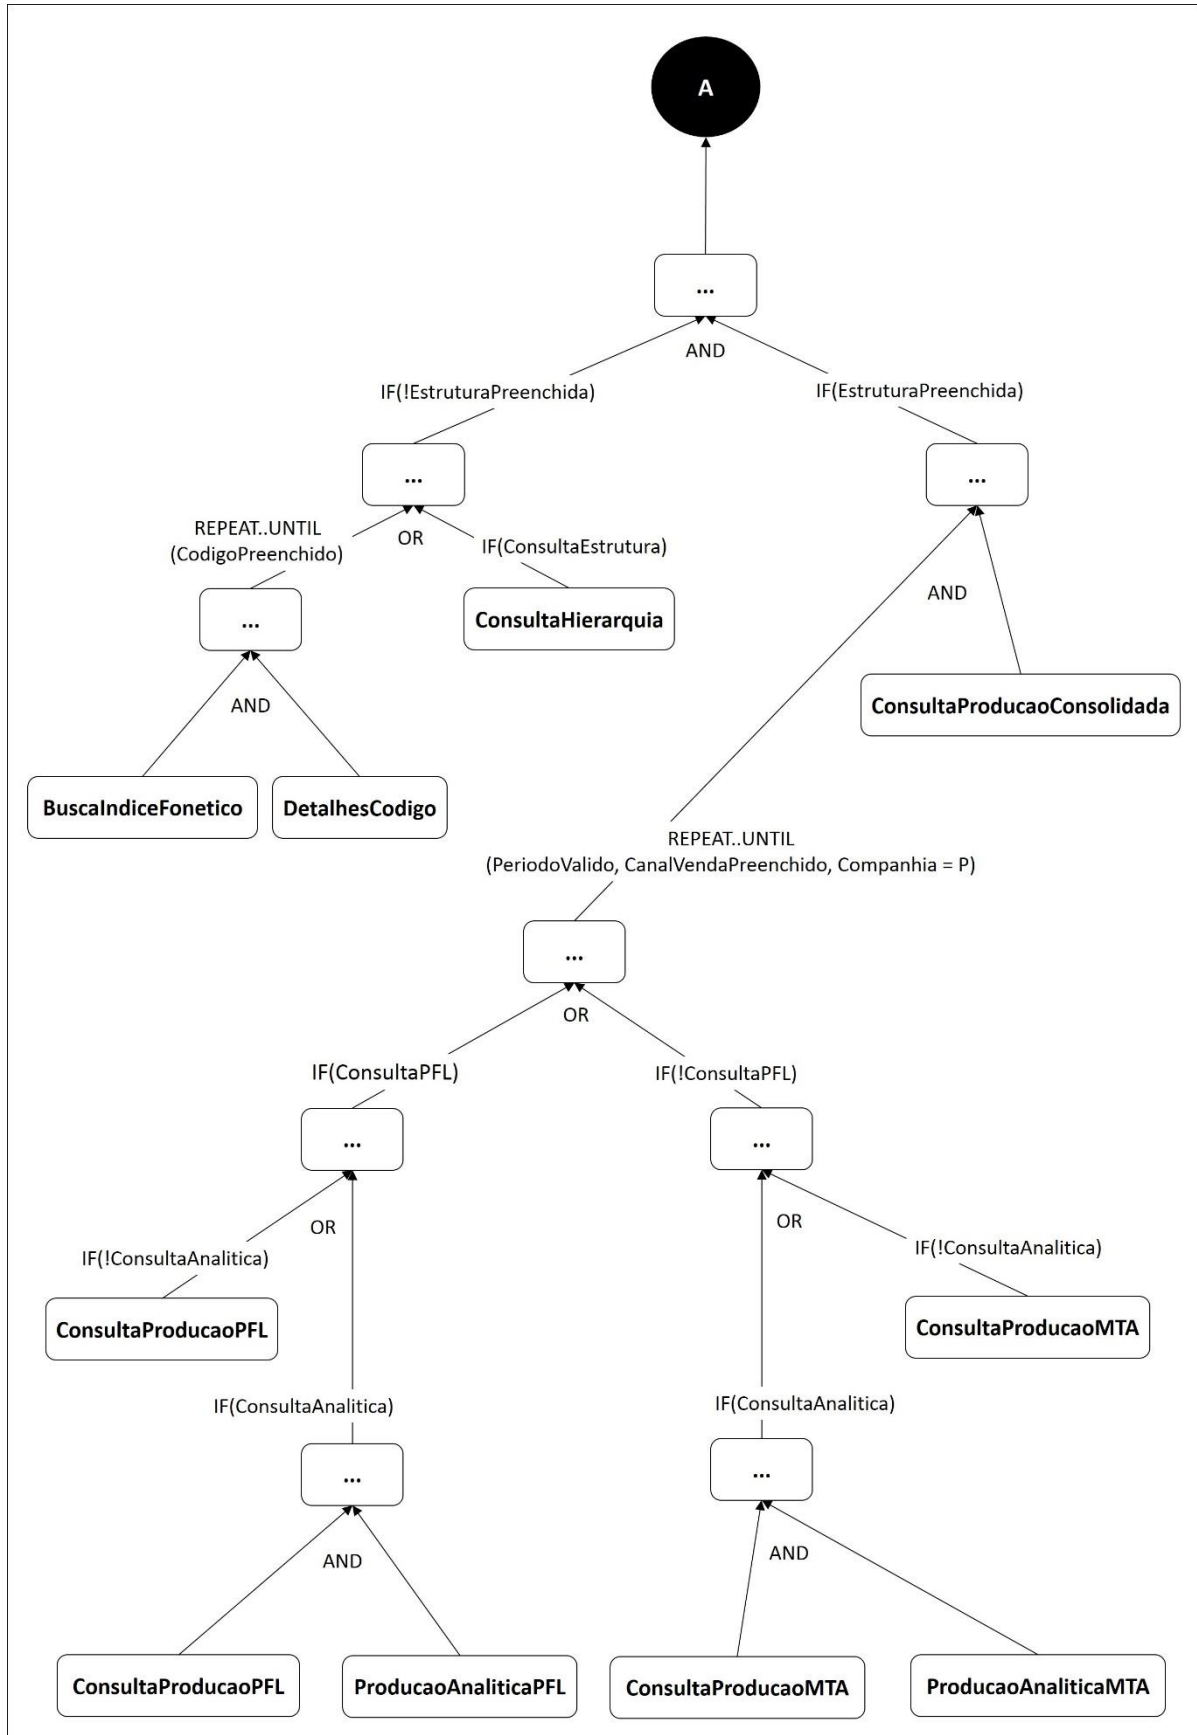 A
...
AND
IF(!EstruturaPreenchida)
IF(EstruturaPreenchida)
...
...
REPEAT..UNTIL
(CodigoPreenchido)
OR
IF(ConsultaEstrutura)
...
ConsultaHierarquia
AND
ConsultaProducaoConsolidada
AND
BuscaIndiceFonetico
DetalhesCodigo
REPEAT..UNTIL
(PeriodoValido, CanalVendaPreenchido, Companhia = P)
...
OR
IF(ConsultaPFL)
IF(!ConsultaPFL)
...
...
OR
OR
IF(!ConsultaAnalitica)
IF(!ConsultaAnalitica)
ConsultaProducaoPFL
ConsultaProducaoMTA
IF(ConsultaAnalitica)
IF(ConsultaAnalitica)
...
...
AND
AND
ConsultaProducaoPFL
ProducaoAnaliticaPFL
ConsultaProducaoMTA
ProducaoAnaliticaMTA